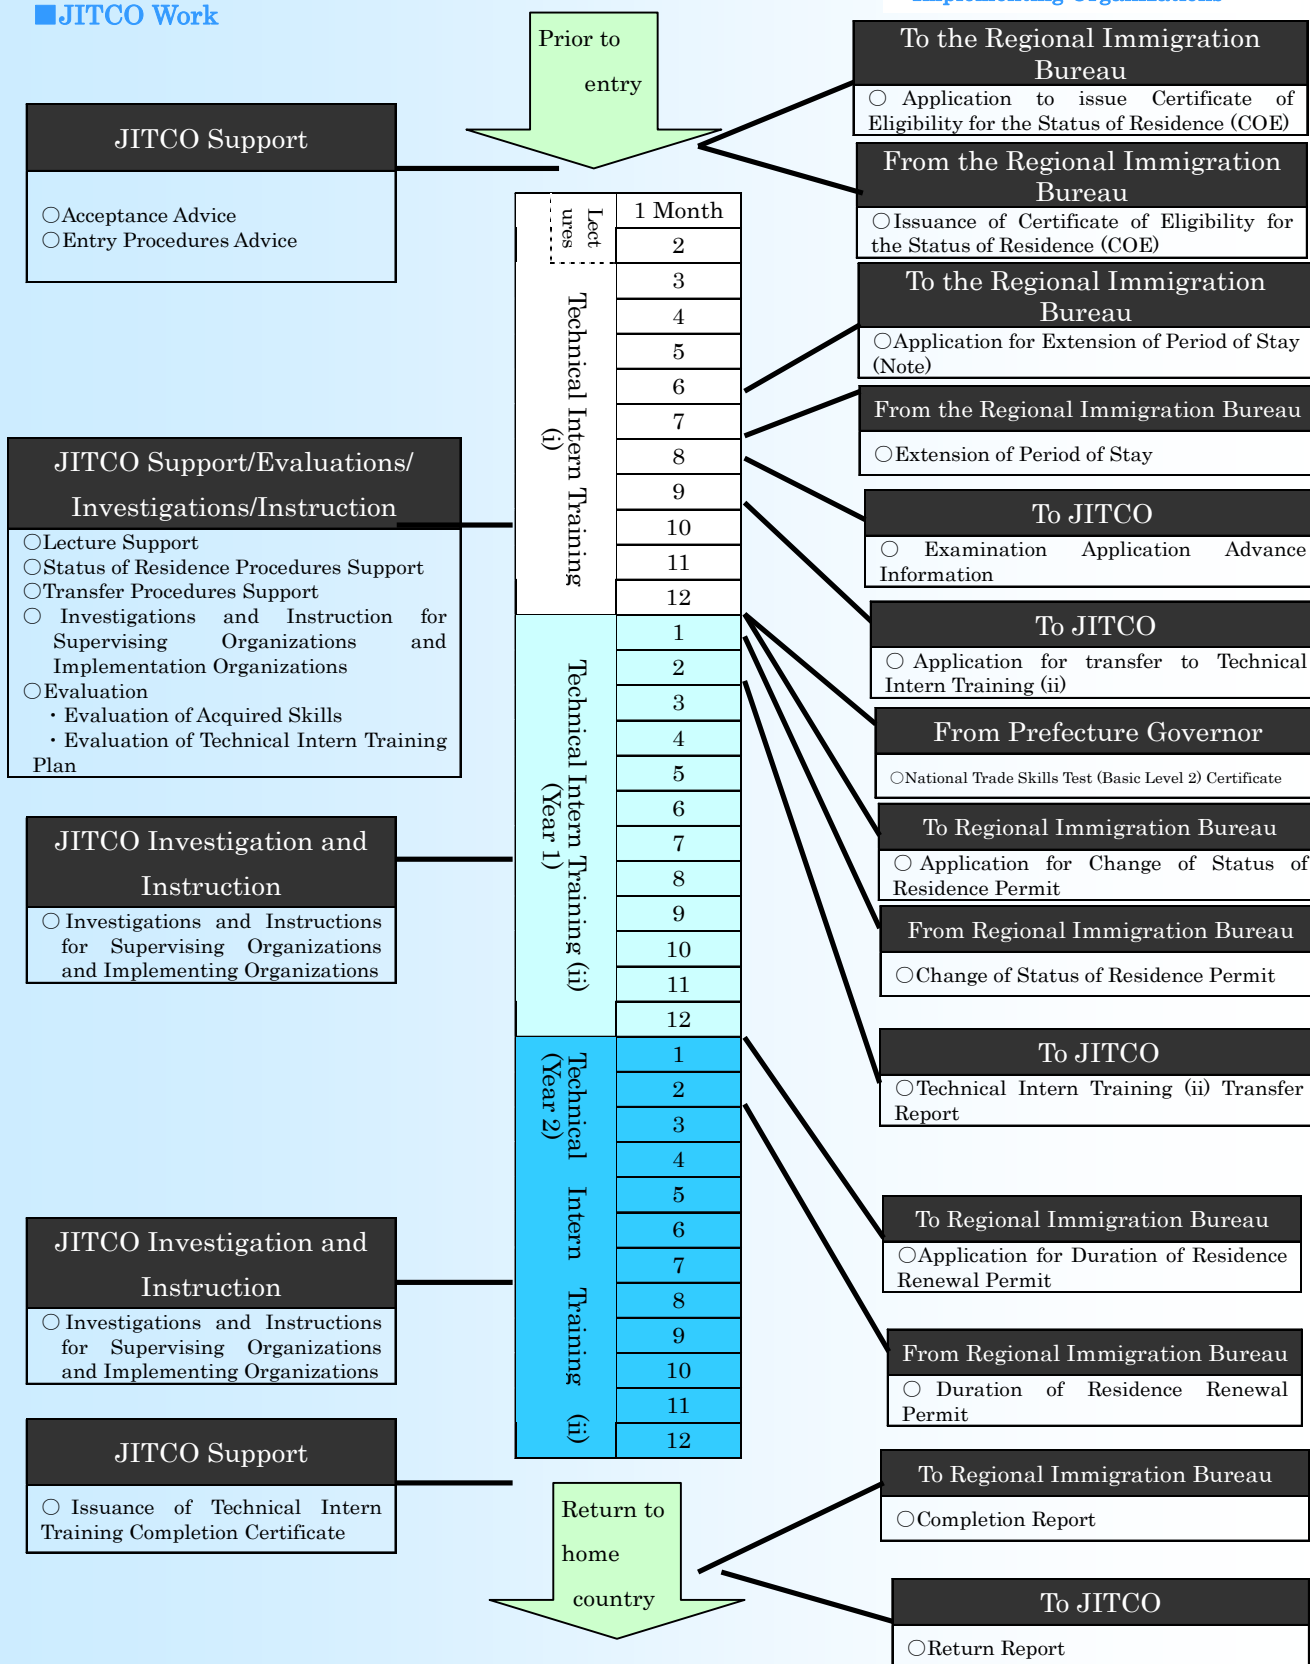 ■JITCO Work
Implementing Organizations
Prior to
entry
JITCO Support
○Acceptance Advice
○Entry Procedures Advice
JITCO Support/Evaluations/
Investigations/Instruction
○Lecture Support
○Status of Residence Procedures Support
○Transfer Procedures Support
○ Investigations and Instruction for
Supervising Organizations and
Implementation Organizations
○Evaluation
・Evaluation of Acquired Skills
・Evaluation of Technical Intern Training
Plan
JITCO Investigation and
Instruction
○ Investigations and Instructions
for Supervising Organizations
and Implementing Organizations
JITCO Investigation and
Instruction
○ Investigations and Instructions
for Supervising Organizations
and Implementing Organizations
JITCO Support
○ Issuance of Technical Intern
Training Completion Certificate
Lect
ures
Technical Intern Training
(i)
1 Month
2
3
4
5
6
7
8
9
10
11
12
Technical Intern Training (ii)
(Year 1)
1
2
3
4
5
6
7
8
9
10
11
12
Technical Intern Training (ii)
(Year 2)
1
2
3
4
5
6
7
8
9
10
11
12
Return to
home
country
To the Regional Immigration
Bureau
○ Application to issue Certificate of
Eligibility for the Status of Residence (COE)
From the Regional Immigration
Bureau
○Issuance of Certificate of Eligibility for
the Status of Residence (COE)
To the Regional Immigration
Bureau
○Application for Extension of Period of Stay
(Note)
From the Regional Immigration Bureau
○Extension of Period of Stay
To JITCO
○ Examination Application Advance
Information
To JITCO
○ Application for transfer to Technical
Intern Training (ii)
From Prefecture Governor
○National Trade Skills Test (Basic Level 2) Certificate
To Regional Immigration Bureau
○ Application for Change of Status of
Residence Permit
From Regional Immigration Bureau
○Change of Status of Residence Permit
To JITCO
○Technical Intern Training (ii) Transfer
Report
To Regional Immigration Bureau
○Application for Duration of Residence
Renewal Permit
From Regional Immigration Bureau
○ Duration of Residence Renewal
Permit
To Regional Immigration Bureau
○Completion Report
To JITCO
○Return Report